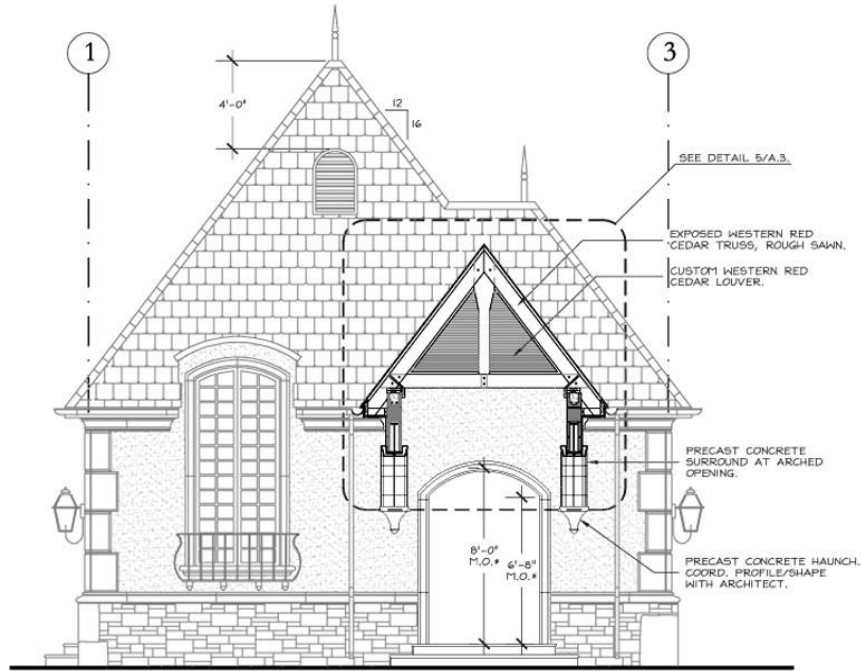 1
3
4'-0"
12
16
SEE DETAIL 5/A.3.
EXPOSED WESTERN RED
CEDAR TRUSS, ROUGH SAWN.
CUSTOM WESTERN RED
CEDAR LOUVER.
PRECAST CONCRETE
SURROUND AT ARCHED
OPENING.
8'-0"
M.O.*
6'-8"
M.O.*
PRECAST CONCRETE HAUNCH.
COORD. PROFILE/SHAPE
WITH ARCHITECT.